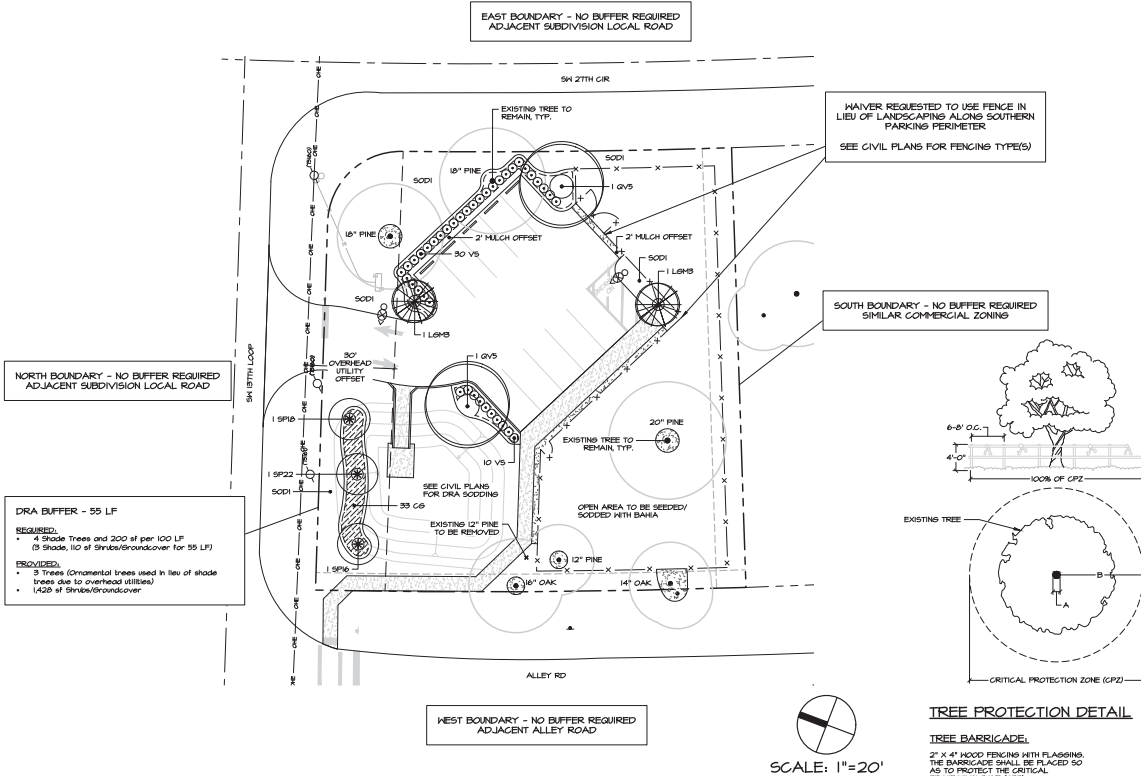 EAST BOUNDARY - NO BUFFER REQUIRED
ADJACENT SUBDIVISION LOCAL ROAD
SW 27TH CIR
EXISTING TREE TO
REMAIN, TYP.
WAIVER REQUESTED TO USE FENCE IN
LIEU OF LANDSCAPING ALONG SOUTHERN
PARKING PERIMETER
SEE CIVIL PLANS FOR FENCING TYPE(S)
OHE
SOD1
18" PINE
SOD1
1 QV5
18" PINE
2' MULCH OFFSET
2' MULCH OFFSET
30 VS
SOD1
1 LGM3
SOD1
1 LGM3
SOUTH BOUNDARY - NO BUFFER REQUIRED
SIMILAR COMMERCIAL ZONING
30'
OVERHEAD
UTILITY
OFFSET
1 QV5
SW 137TH LOOP
NORTH BOUNDARY - NO BUFFER REQUIRED
ADJACENT SUBDIVISION LOCAL ROAD
1 SP18
20" PINE
EXISTING TREE TO
REMAIN, TYP.
10 VS
6-8' O.C.
4'-0"
100% OF CPZ
1 SP22
SOD1
SEE CIVIL PLANS
FOR DRA SODDING
33 CG
OPEN AREA TO BE SEEDED/
SODDED WITH BAHIA
DRA BUFFER - 55 LF
REQUIRED:
• 4 Shade Trees and 200 sf per 100 LF
(3 Shade, 110 sf Shrubs/Groundcover for 55 LF)
PROVIDED:
• 3 Trees (Ornamental trees used in lieu of shade
trees due to overhead utilities)
• 1,428 sf Shrubs/Groundcover
EXISTING 12" PINE
TO BE REMOVED
EXISTING TREE
12" PINE
1 SP16
18" OAK
14" OAK
B
A
ALLEY RD
CRITICAL PROTECTION ZONE (CPZ)
WEST BOUNDARY - NO BUFFER REQUIRED
ADJACENT ALLEY ROAD
SCALE: 1"=20'
TREE PROTECTION DETAIL
TREE BARRICADE:
2" X 4" WOOD FENCING WITH FLAGGING.
THE BARRICADE SHALL BE PLACED SO
AS TO PROTECT THE CRITICAL